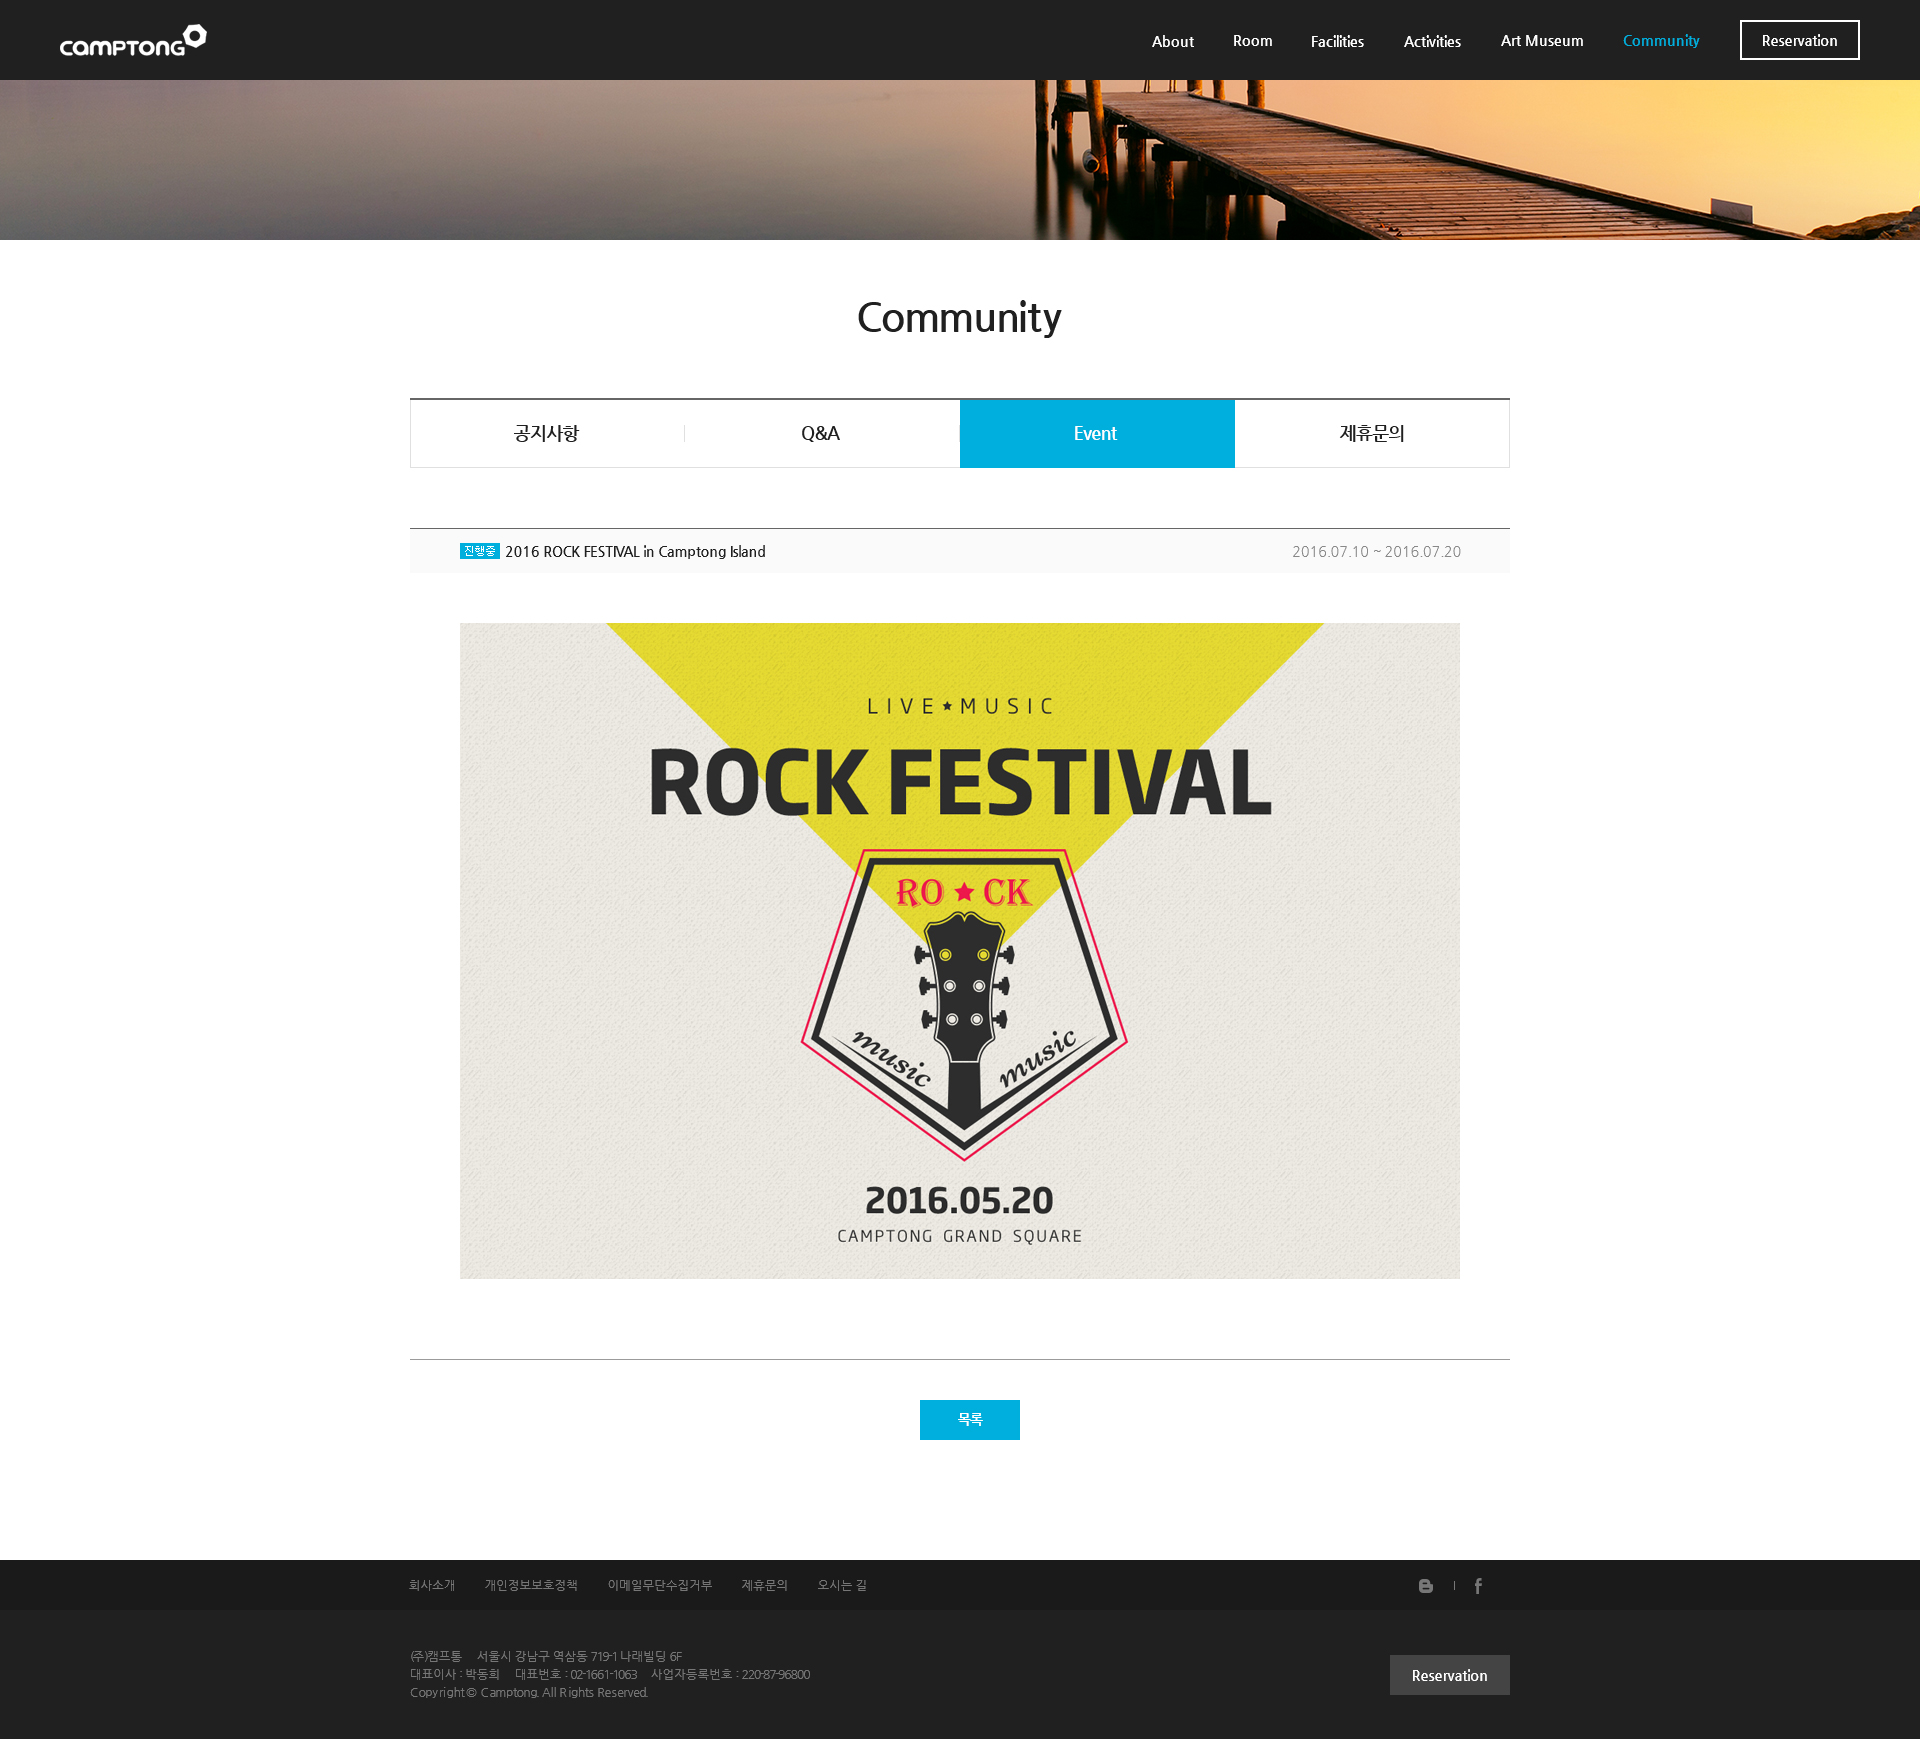 CAMPTONG
About Room Facilities Activities Art Museum Community Reservation
Community
공지사항 Q&A Event 제휴문의
진행중 2016 ROCK FESTIVAL in Camptong Island 2016.07.10 ~ 2016.07.20
LIVE★MUSIC
ROCK FESTIVAL
RO★CK
music music
2016.05.20
CAMPTONG GRAND SQUARE
목록
회사소개 개인정보보호정책 이메일무단수집거부 제휴문의 오시는 길
(주)캠프통 서울시 강남구 역삼동 719-1 나래빌딩 6F
대표이사 : 박동희 대표번호 : 02-1661-1063 사업자등록번호 : 220-87-96800
Copyright © Camptong. All Rights Reserved.
Reservation